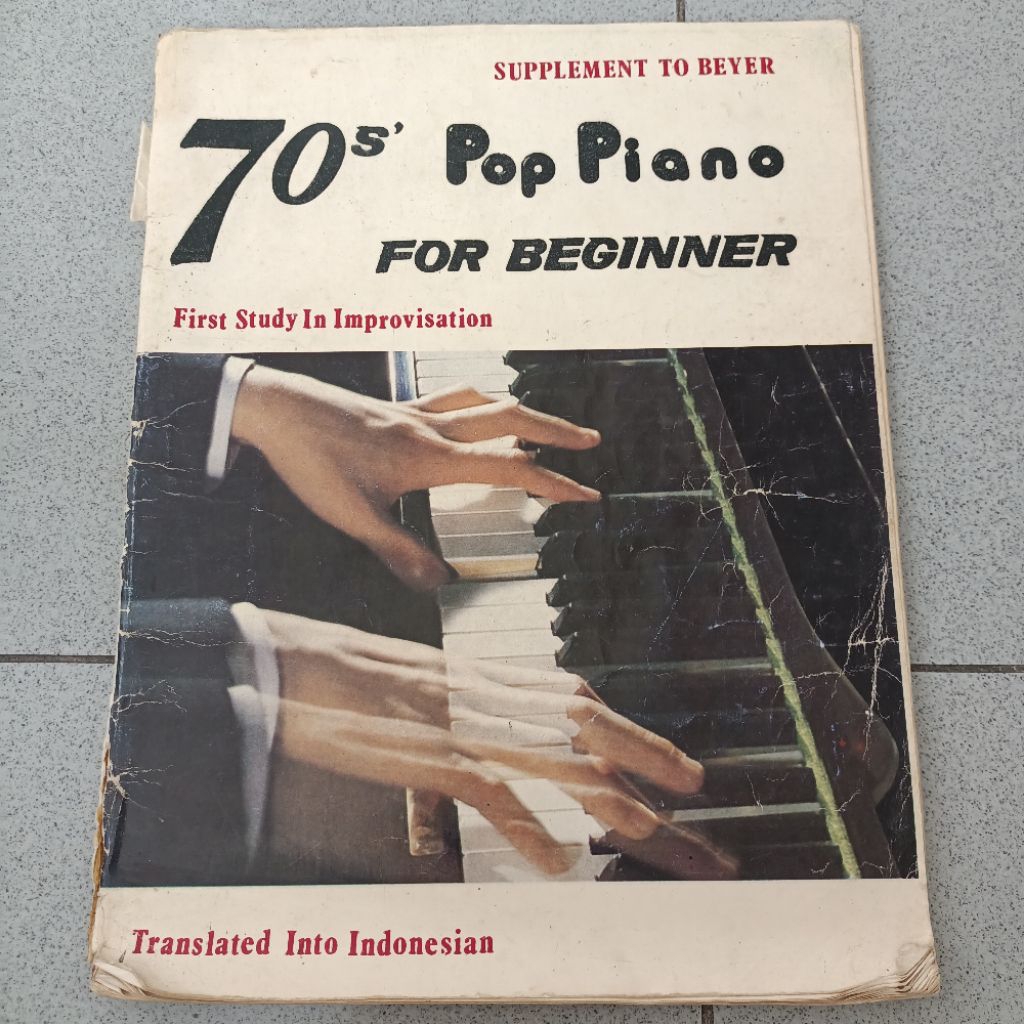 SUPPLEMENT TO BEYER
70s' Pop Piano
FOR BEGINNER
First Study In Improvisation
Translated Into Indonesian